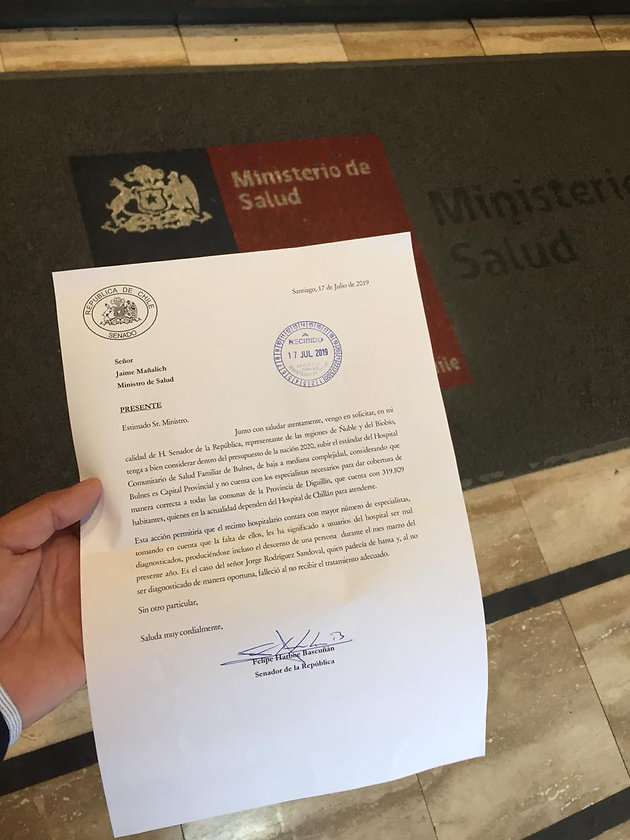 Ministerio de
Salud
Ministerio
Salud
ile
REPUBLICA DE CHILE
SENADO
Santiago, 17 de Julio de 2019
RECIBIDO
17 JUL 2019
Señor
Jaime Mañalich
Ministro de Salud
PRESENTE
Estimado Sr. Ministro.
Junto con saludar atentamente, vengo en solicitar, en mi
calidad de H. Senador de la República, representante de las regiones de Ñuble y del Biobío,
tenga a bien considerar dentro del presupuesto de la nación 2020, subir el estándar del Hospital
Comunitario de Salud Familiar de Bulnes, de baja a mediana complejidad, considerando que
Bulnes es Capital Provincial y no cuenta con los especialistas necesarios para dar cobertura de
manera correcta a todas las comunas de la Provincia de Diguillín, que cuenta con 319.809
habitantes, quienes en la actualidad dependen del Hospital de Chillán para atenderse.
Esta acción permitiría que el recinto hospitalario contara con mayor número de especialistas,
tomando en cuenta que la falta de ellos, les ha significado a usuarios del hospital ser mal
diagnosticados, produciéndose incluso el descenso de una persona durante el mes marzo del
presente año. Es el caso del señor Jorge Rodríguez Sandoval, quien padecía de hanta y, al no
ser diagnosticado de manera oportuna, falleció al no recibir el tratamiento adecuado.
Sin otro particular,
Saluda muy cordialmente,
Felipe Harboe Bascuñán
Senador de la República